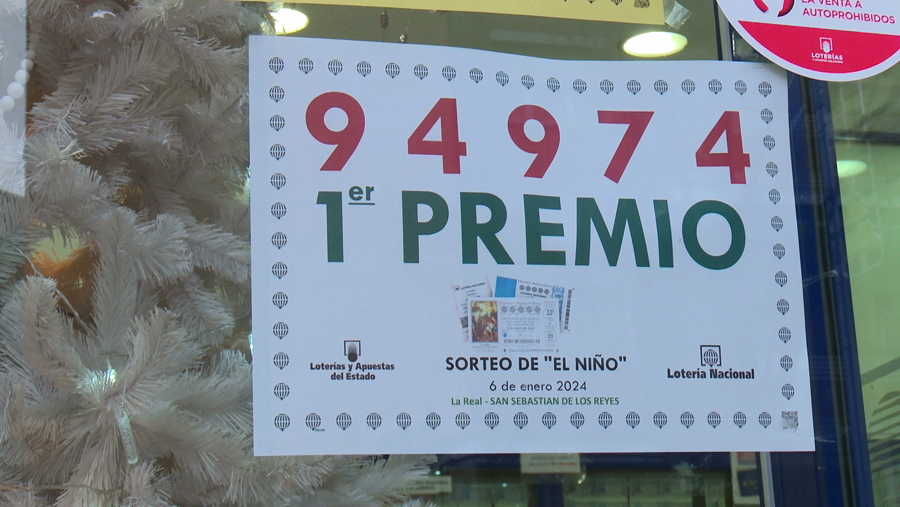 LA VENTA A
AUTOPROHIBIDOS
LOTERÍAS
94974
1er PREMIO
SORTEO DE "EL NIÑO"
6 de enero 2024
La Real - SAN SEBASTIAN DE LOS REYES
Loterías y Apuestas
del Estado
Lotería Nacional